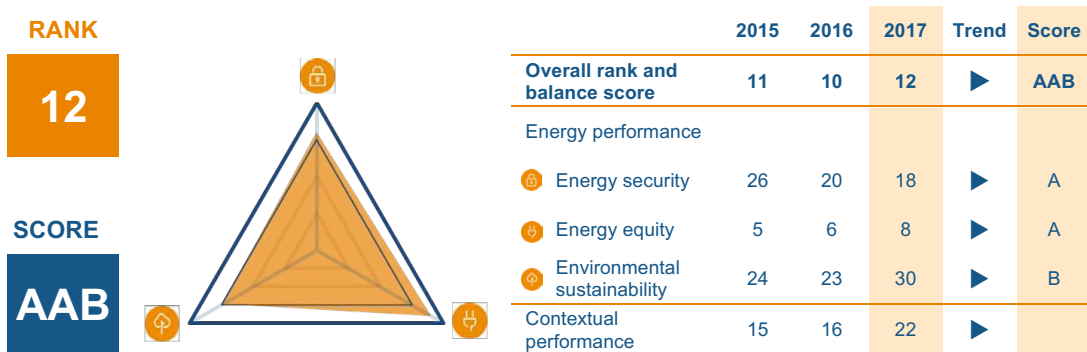 RANK
12
SCORE
AAB
2015 2016 2017 Trend Score
Overall rank and
balance score 11 10 12 AAB
Energy performance
Energy security 26 20 18 A
Energy equity 5 6 8 A
Environmental
sustainability 24 23 30 B
Contextual
performance 15 16 22